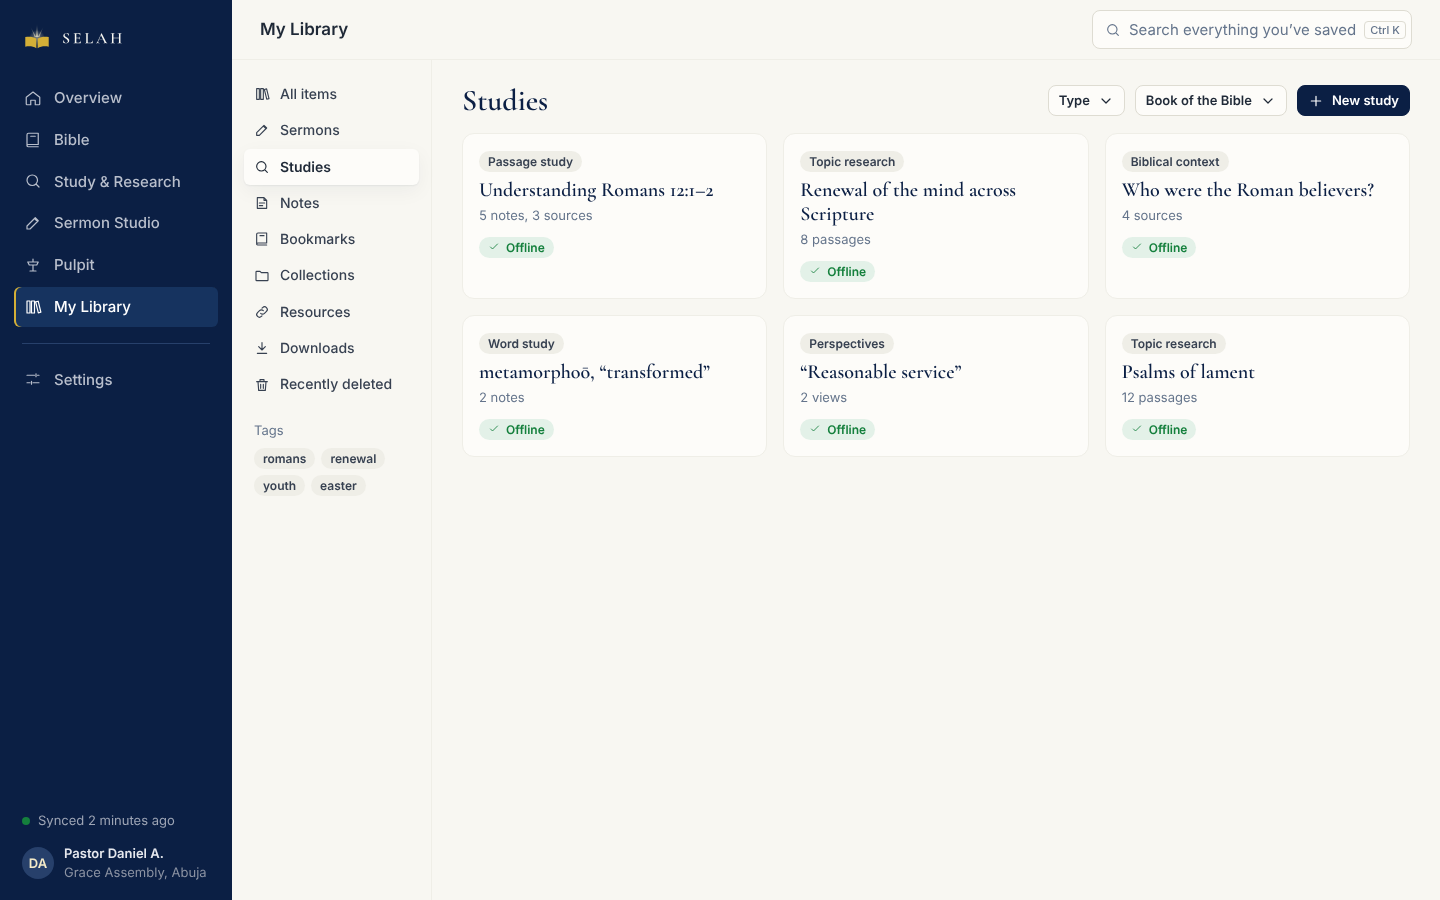 SELAH
Overview
Bible
Study & Research
Sermon Studio
Pulpit
My Library
Settings
Synced 2 minutes ago
DA
Pastor Daniel A.
Grace Assembly, Abuja
My Library
Search everything you’ve saved
Ctrl K
All items
Sermons
Studies
Notes
Bookmarks
Collections
Resources
Downloads
Recently deleted
Tags
romans
renewal
youth
easter
Studies
Type
Book of the Bible
New study
Passage study
Understanding Romans 12:1–2
5 notes, 3 sources
Offline
Topic research
Renewal of the mind across
Scripture
8 passages
Offline
Biblical context
Who were the Roman believers?
4 sources
Offline
Word study
metamorphoō, “transformed”
2 notes
Offline
Perspectives
“Reasonable service”
2 views
Offline
Topic research
Psalms of lament
12 passages
Offline